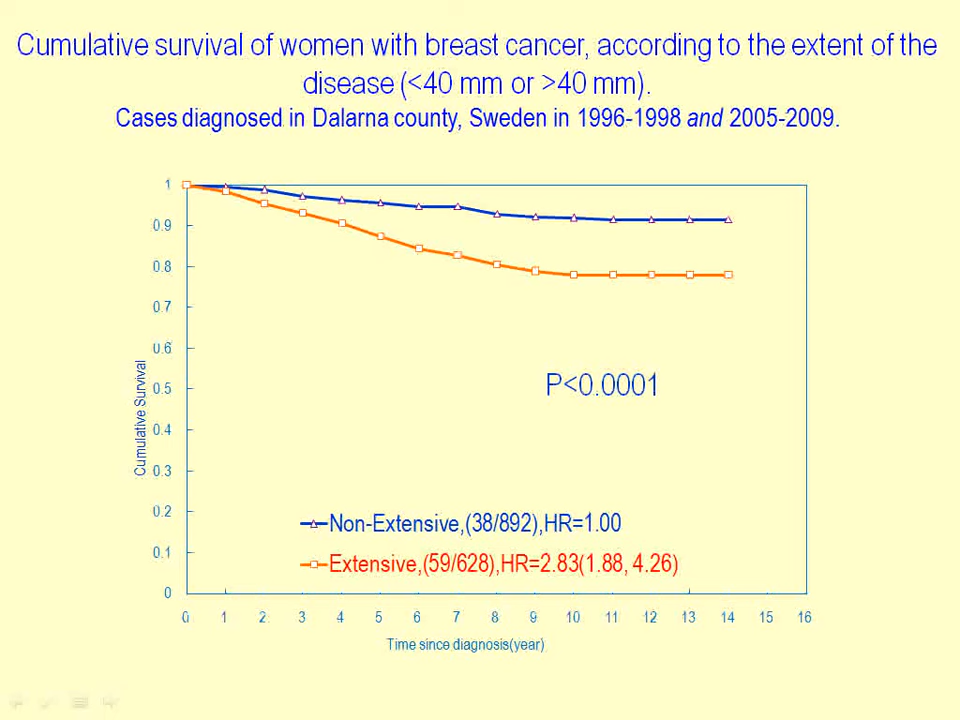 Cumulative survival of women with breast cancer, according to the extent of the
disease (<40 mm or >40 mm).
Cases diagnosed in Dalarna county, Sweden in 1996-1998 and 2005-2009.
1
0.9
0.8
0.7
0.6
0.5
0.4
0.3
0.2
0.1
0
Cumulative Survival
P<0.0001
Non-Extensive,(38/892),HR=1.00
Extensive,(59/628),HR=2.83(1.88, 4.26)
0 1 2 3 4 5 6 7 8 9 10 11 12 13 14 15 16
Time since diagnosis(year)